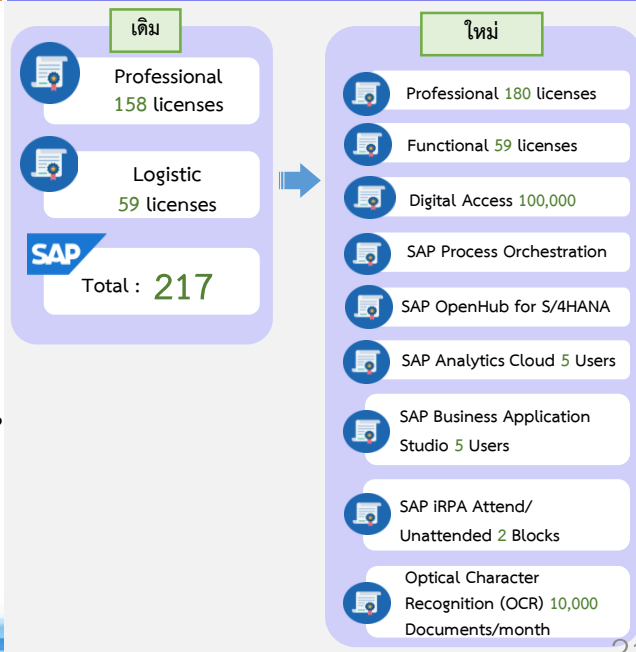 เดิม
Professional
158 licenses
Logistic
59 licenses
SAP
Total : 217
ใหม่
Professional 180 licenses
Functional 59 licenses
Digital Access 100,000
SAP Process Orchestration
SAP OpenHub for S/4HANA
SAP Analytics Cloud 5 Users
SAP Business Application
Studio 5 Users
SAP iRPA Attend/
Unattended 2 Blocks
Optical Character
Recognition (OCR) 10,000
Documents/month